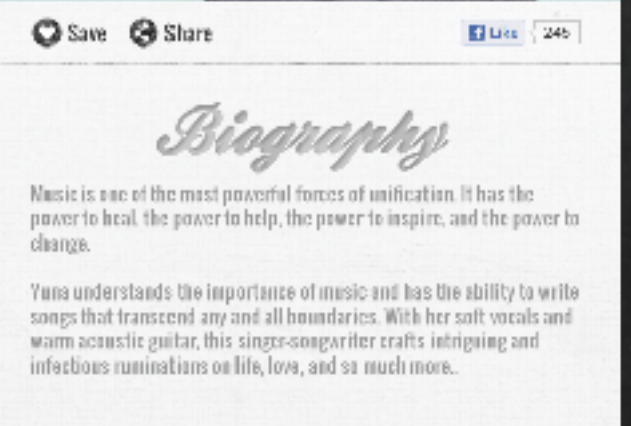 Save Share Like 245
Biography
Music is one of the most powerful forces of unification. It has the
power to heal, the power to help, the power to inspire, and the power to
change.
Yuna understands the importance of music and has the ability to write
songs that transcend any and all boundaries. With her soft vocals and
warm acoustic guitar, this singer-songwriter crafts intriguing and
infectious ruminations on life, love, and so much more..